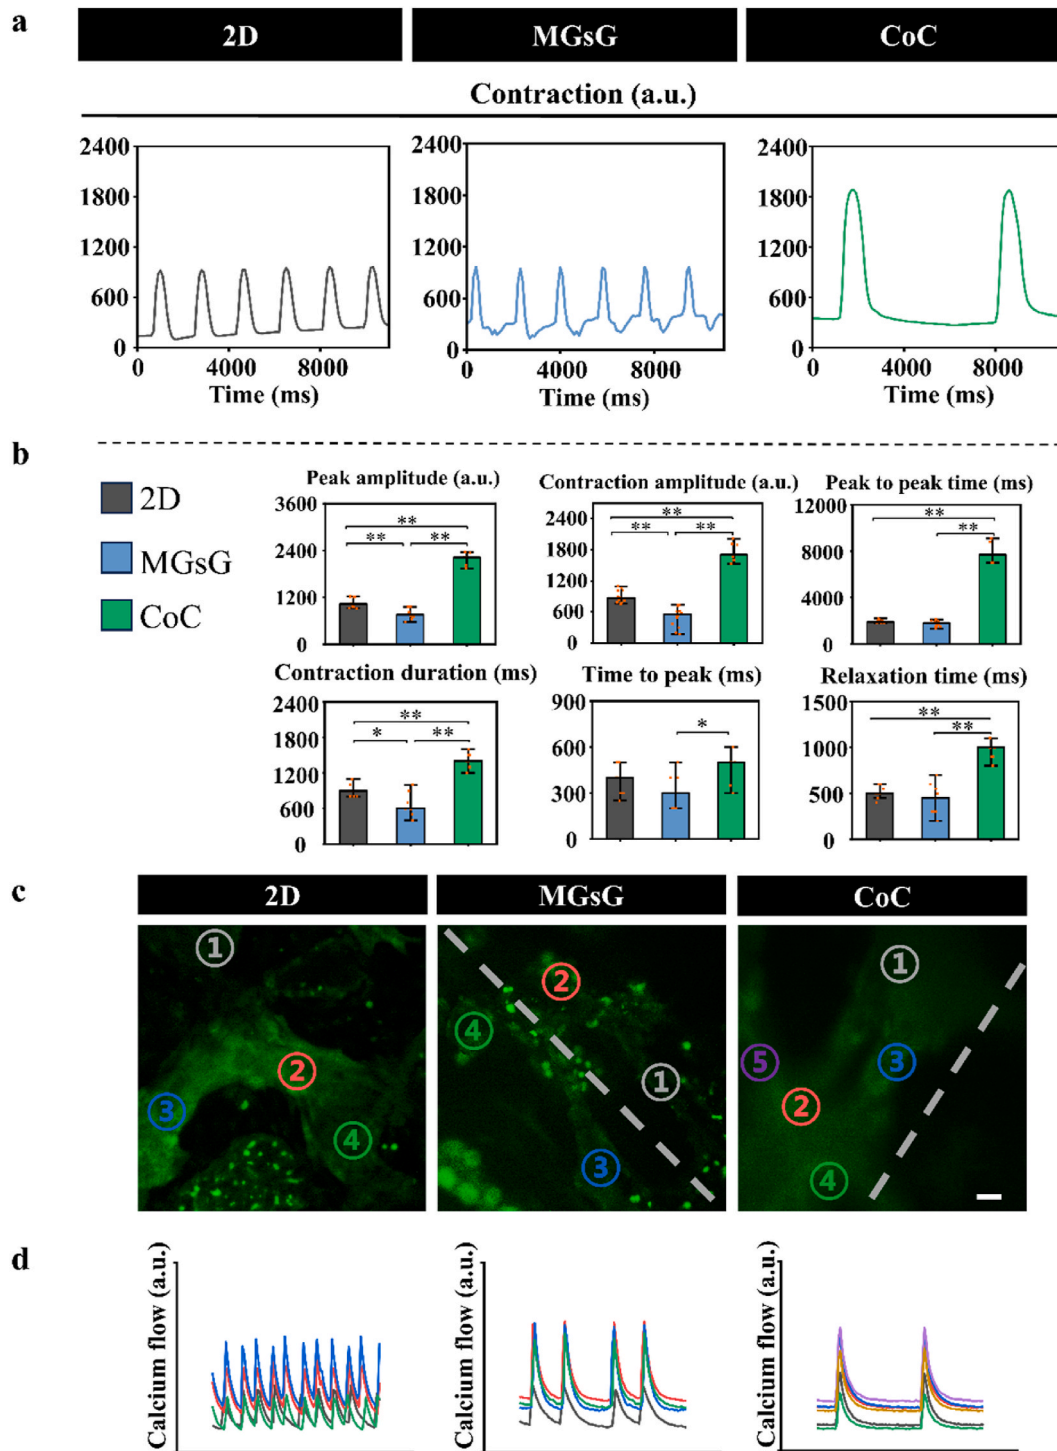 a
2D MGsG CoC
Contraction (a.u.)
2400 2400 2400
1800 1800 1800
1200 1200 1200
600 600 600
0 0 0
0 4000 8000 0 4000 8000 0 4000 8000
Time (ms) Time (ms) Time (ms)
b
2D
MGsG
CoC
Peak amplitude (a.u.) Contraction amplitude (a.u.) Peak to peak time (ms)
3600 2400 12000
2400 1800 8000
1200 1200 4000
0 600 0
0
** ** **
** ** ** ** **
Contraction duration (ms) Time to peak (ms) Relaxation time (ms)
2400 900 1500
1800 600 1000
1200 300 500
600 0 0
0
** * **
* ** **
c
2D MGsG CoC
1 2 3 4
1 2 3 4
1 2 3 4 5
d
Calcium flow (a.u.) Calcium flow (a.u.) Calcium flow (a.u.)